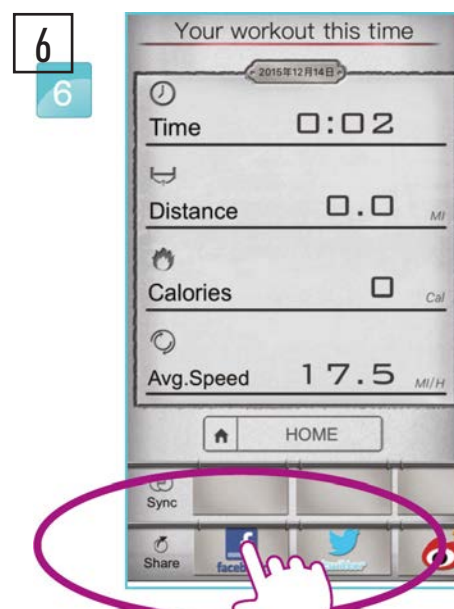 6
6
Your workout this time
2015年12月14日
Time 0:02
Distance 0.0 MI
Calories 0 Cal
Avg.Speed 17.5 MI/H
HOME
Sync
Share
facebook twitter